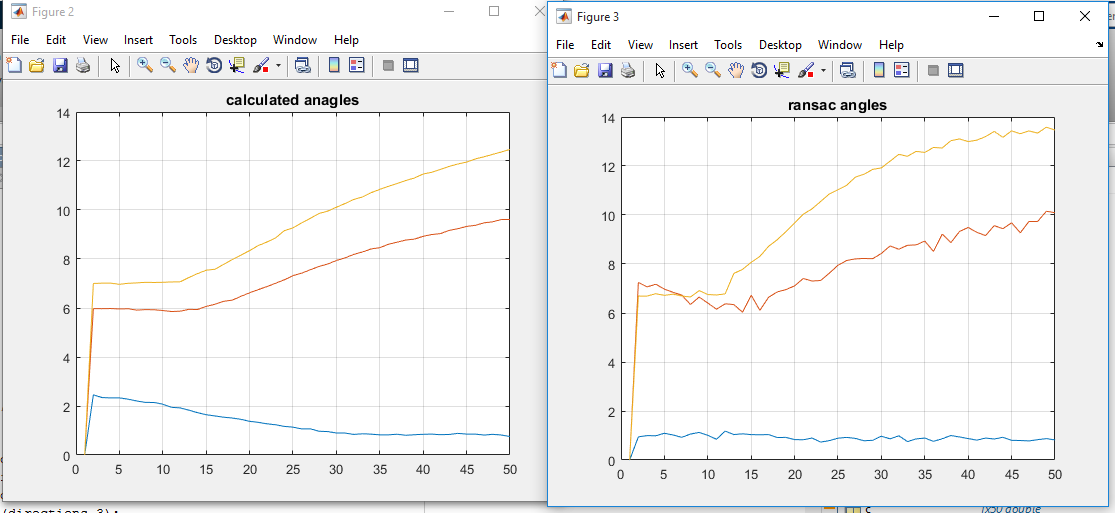 Figure 2
File Edit View Insert Tools Desktop Window Help
calculated anagles
14
12
10
8
6
4
2
0
0 5 10 15 20 25 30 35 40 45 50
Figure 3
File Edit View Insert Tools Desktop Window Help
ransac angles
14
12
10
8
6
4
2
0
0 5 10 15 20 25 30 35 40 45 50
c 1x50 double